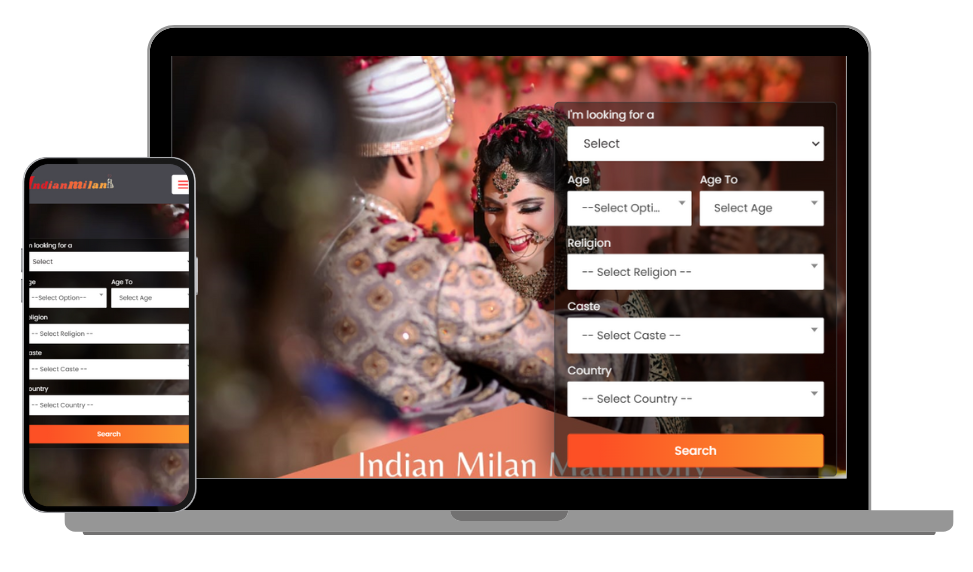 I'm looking for a
Select
Age Age To
--Select Opti... Select Age
Religion
-- Select Religion --
Caste
-- Select Caste --
Country
-- Select Country --
Search
Indian Milan Matrimony
IndianMilan
m looking for a
Select
ge Age To
--Select Option-- Select Age
eligion
-- Select Religion --
aste
-- Select Caste --
ountry
-- Select Country --
Search